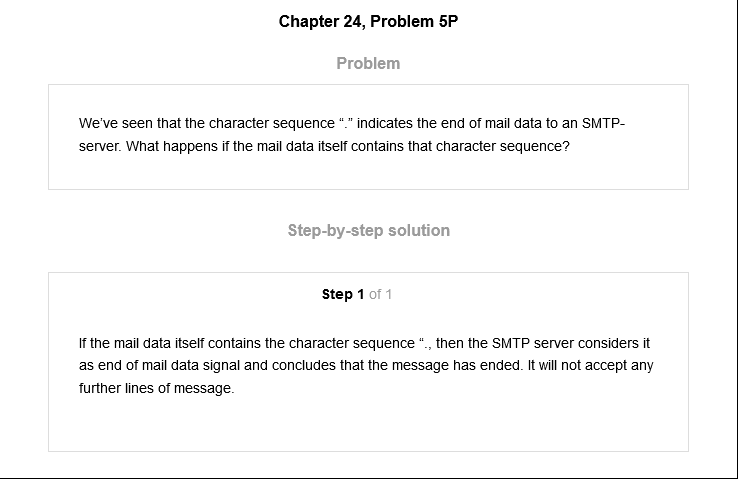 Chapter 24, Problem 5P
Problem
We’ve seen that the character sequence “.” indicates the end of mail data to an SMTP-
server. What happens if the mail data itself contains that character sequence?
Step-by-step solution
Step 1 of 1
If the mail data itself contains the character sequence “., then the SMTP server considers it
as end of mail data signal and concludes that the message has ended. It will not accept any
further lines of message.